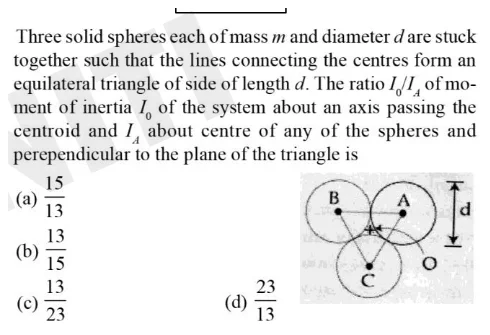 Three solid spheres each of mass m and diameter d are stuck
together such that the lines connecting the centres form an
equilateral triangle of side of length d. The ratio I₀/I_A of mo-
ment of inertia I₀ of the system about an axis passing the
centroid and I_A about centre of any of the spheres and
perependicular to the plane of the triangle is
(a) 15/13
(b) 13/15
(c) 13/23
(d) 23/13
B A d
C O